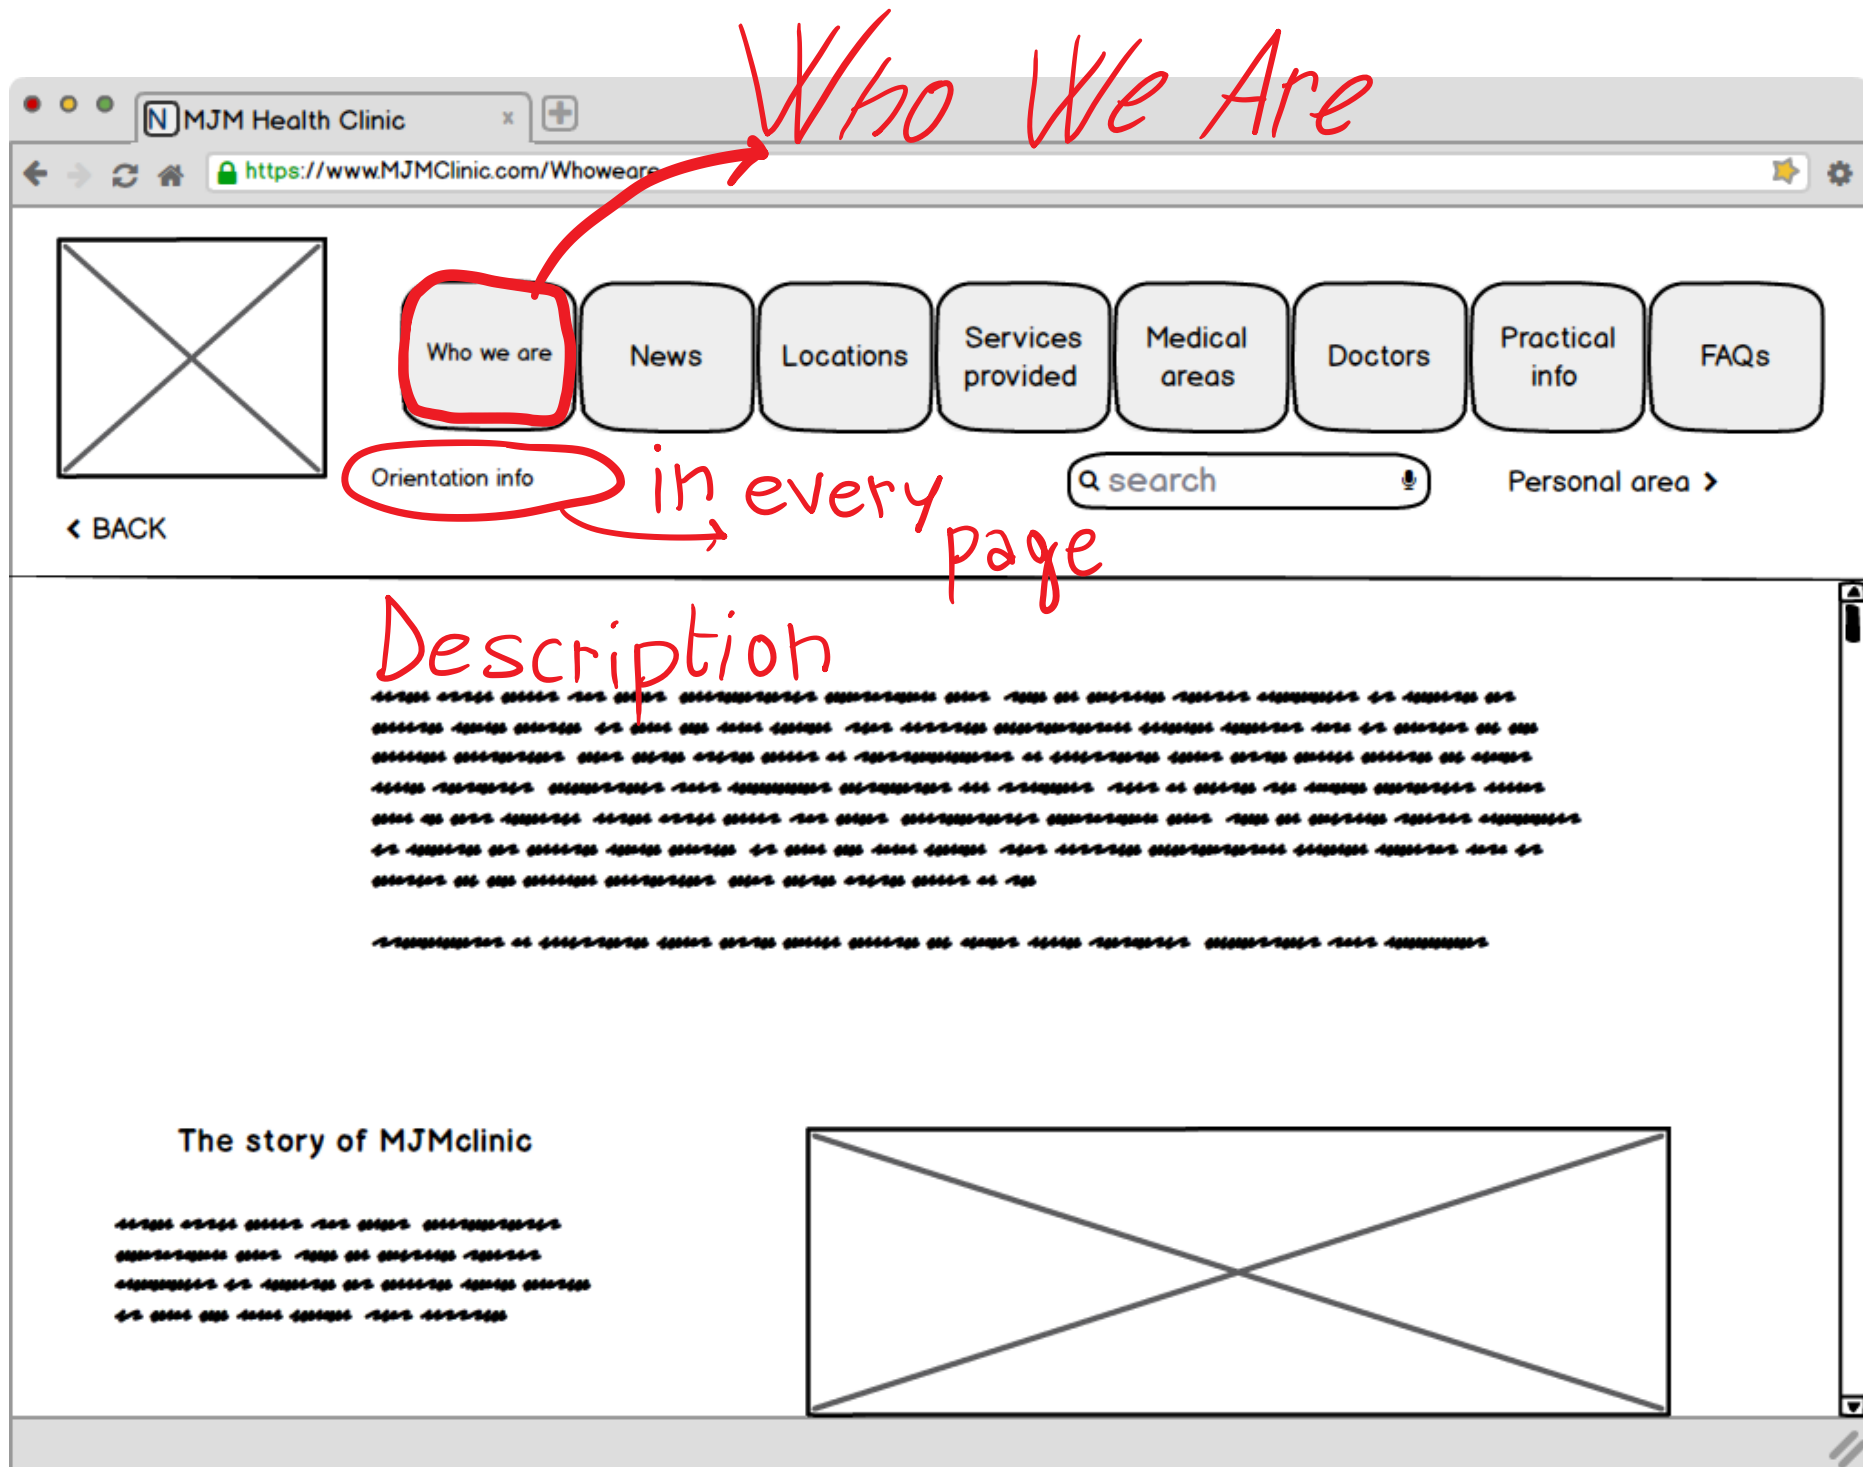 Who We Are
N MJM Health Clinic x
https://www.MJMClinic.com/Whoweare
Who we are
News
Locations
Services
provided
Medical
areas
Doctors
Practical
info
FAQs
Orientation info
in every
page
search
Personal area >
< BACK
Description
The story of MJMclinic